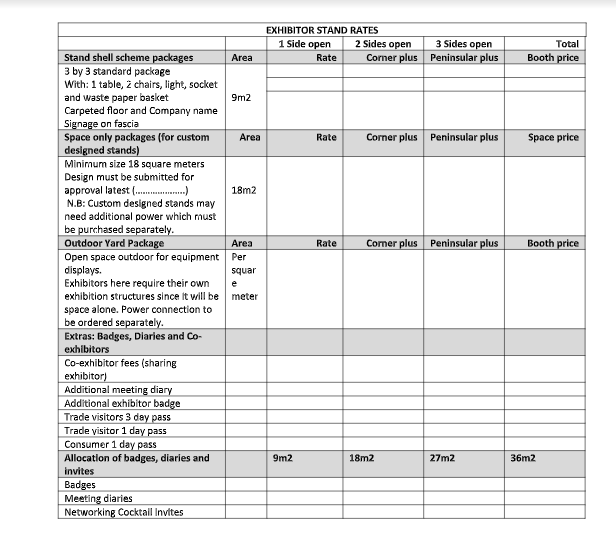 EXHIBITOR STAND RATES
1 Side open 2 Sides open 3 Sides open Total
Stand shell scheme packages Area Rate Corner plus Peninsular plus Booth price
3 by 3 standard package
With: 1 table, 2 chairs, light, socket
and waste paper basket 9m2
Carpeted floor and Company name
Signage on fascia
Space only packages (for custom Area Rate Corner plus Peninsular plus Space price
designed stands)
Minimum size 18 square meters
Design must be submitted for
approval latest (...................) 18m2
N.B: Custom designed stands may
need additional power which must
be purchased separately.
Outdoor Yard Package Area Rate Corner plus Peninsular plus Booth price
Open space outdoor for equipment Per
displays. squar
Exhibitors here require their own e
exhibition structures since it will be meter
space alone. Power connection to
be ordered separately.
Extras: Badges, Diaries and Co-
exhibitors
Co-exhibitor fees (sharing
exhibitor)
Additional meeting diary
Additional exhibitor badge
Trade visitors 3 day pass
Trade visitor 1 day pass
Consumer 1 day pass
Allocation of badges, diaries and 9m2 18m2 27m2 36m2
invites
Badges
Meeting diaries
Networking Cocktail Invites